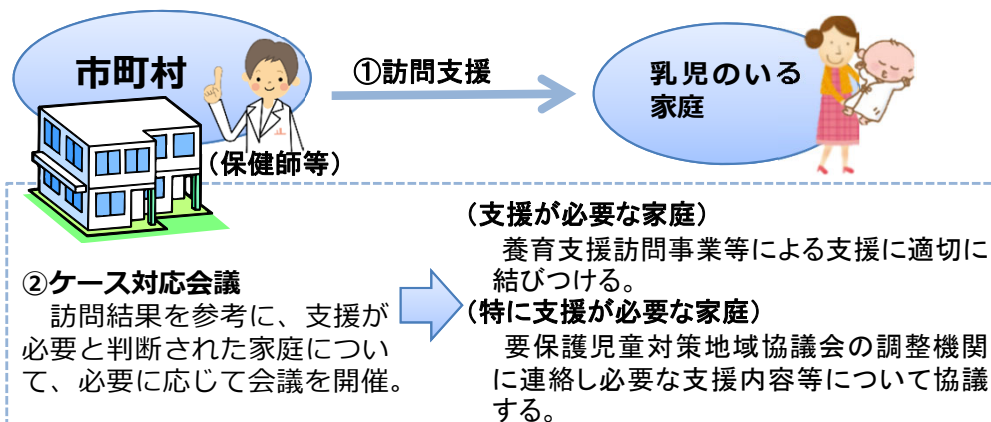 市町村
(保健師等)
①訪問支援
乳児のいる
家庭
②ケース対応会議
訪問結果を参考に、支援が
必要と判断された家庭につい
て、必要に応じて会議を開催。
(支援が必要な家庭)
養育支援訪問事業等による支援に適切に
結びつける。
(特に支援が必要な家庭)
要保護児童対策地域協議会の調整機関
に連絡し必要な支援内容等について協議
する。